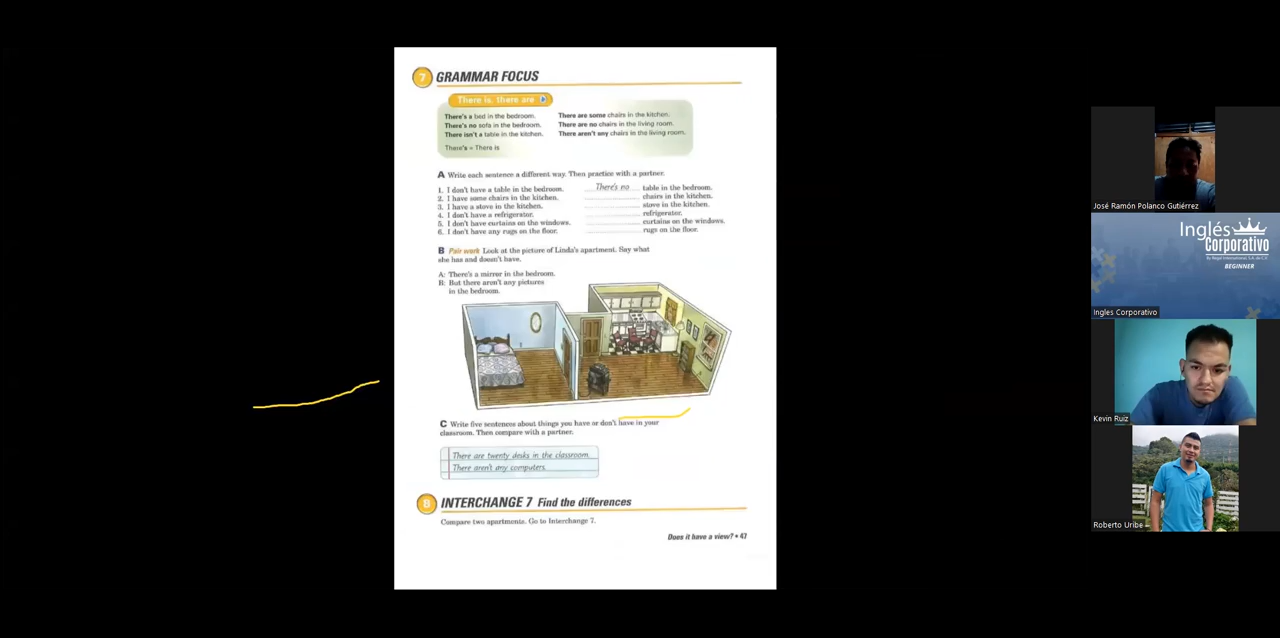 7 GRAMMAR FOCUS
There is, there are
There's a bed in the bedroom.
There's no sofa in the bedroom.
There isn't a table in the kitchen.
There's = There is
There are some chairs in the kitchen.
There are no chairs in the living room.
There aren't any chairs in the living room.
A Write each sentence a different way. Then practice with a partner.
1. I don't have a table in the bedroom. There's no table in the bedroom.
2. I have some chairs in the kitchen. chairs in the kitchen.
3. I have a stove in the kitchen. stove in the kitchen.
4. I don't have a refrigerator. refrigerator.
5. I don't have curtains on the windows. curtains on the windows.
6. I don't have any rugs on the floor. rugs on the floor.
B Pair work Look at the picture of Linda's apartment. Say what
she has and doesn't have.
A: There's a mirror in the bedroom.
B: But there aren't any pictures
in the bedroom.
C Write five sentences about things you have or don't have in your
classroom. Then compare with a partner.
There are twenty desks in the classroom.
There aren't any computers.
8 INTERCHANGE 7 Find the differences
Compare two apartments. Go to Interchange 7.
Does it have a view? • 43
José Ramón Polanco Gutiérrez
Inglés
Corporativo
By Regal International, S.A. de C.V.
BEGINNER
Ingles Corporativo
Kevin Ruiz
Roberto Uribe